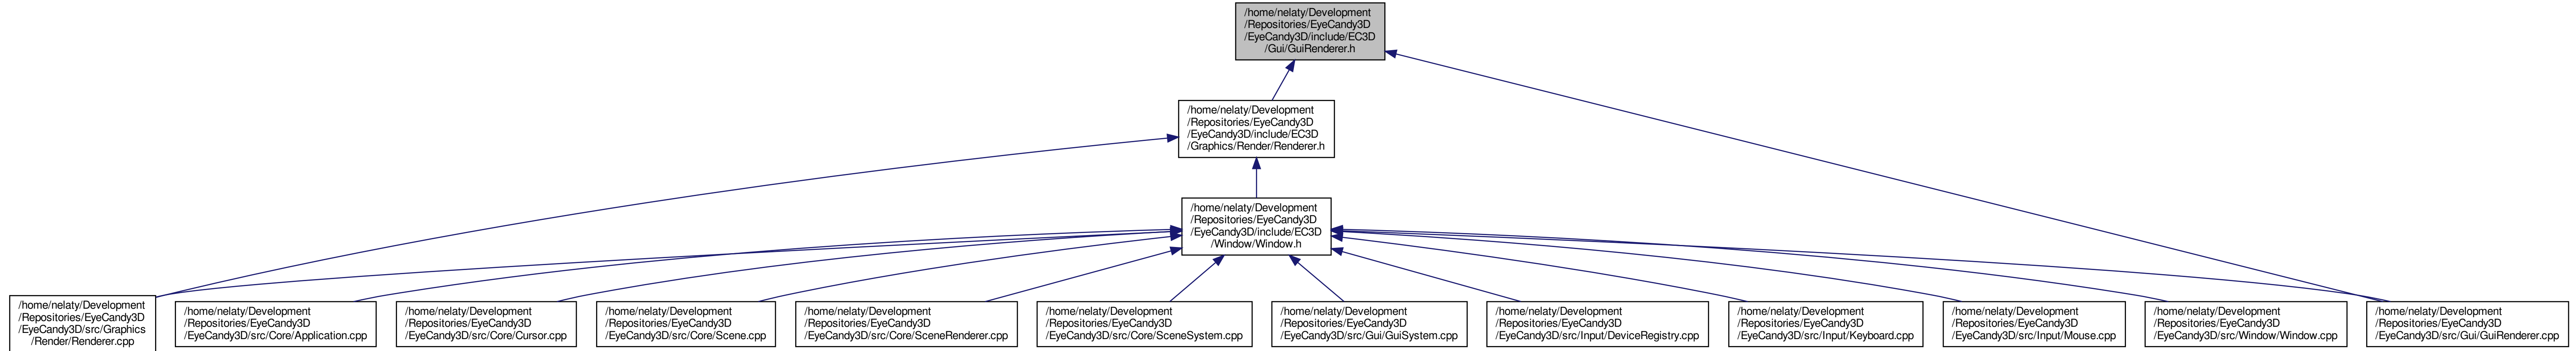 /home/nelaty/Development
/Repositories/EyeCandy3D
/EyeCandy3D/include/EC3D
/Gui/GuiRenderer.h
/home/nelaty/Development
/Repositories/EyeCandy3D
/EyeCandy3D/include/EC3D
/Graphics/Render/Renderer.h
/home/nelaty/Development
/Repositories/EyeCandy3D
/EyeCandy3D/include/EC3D
/Window/Window.h
/home/nelaty/Development
/Repositories/EyeCandy3D
/EyeCandy3D/src/Graphics
/Render/Renderer.cpp
/home/nelaty/Development
/Repositories/EyeCandy3D
/EyeCandy3D/src/Core/Application.cpp
/home/nelaty/Development
/Repositories/EyeCandy3D
/EyeCandy3D/src/Core/Cursor.cpp
/home/nelaty/Development
/Repositories/EyeCandy3D
/EyeCandy3D/src/Core/Scene.cpp
/home/nelaty/Development
/Repositories/EyeCandy3D
/EyeCandy3D/src/Core/SceneRenderer.cpp
/home/nelaty/Development
/Repositories/EyeCandy3D
/EyeCandy3D/src/Core/SceneSystem.cpp
/home/nelaty/Development
/Repositories/EyeCandy3D
/EyeCandy3D/src/Gui/GuiSystem.cpp
/home/nelaty/Development
/Repositories/EyeCandy3D
/EyeCandy3D/src/Input/DeviceRegistry.cpp
/home/nelaty/Development
/Repositories/EyeCandy3D
/EyeCandy3D/src/Input/Keyboard.cpp
/home/nelaty/Development
/Repositories/EyeCandy3D
/EyeCandy3D/src/Input/Mouse.cpp
/home/nelaty/Development
/Repositories/EyeCandy3D
/EyeCandy3D/src/Window/Window.cpp
/home/nelaty/Development
/Repositories/EyeCandy3D
/EyeCandy3D/src/Gui/GuiRenderer.cpp